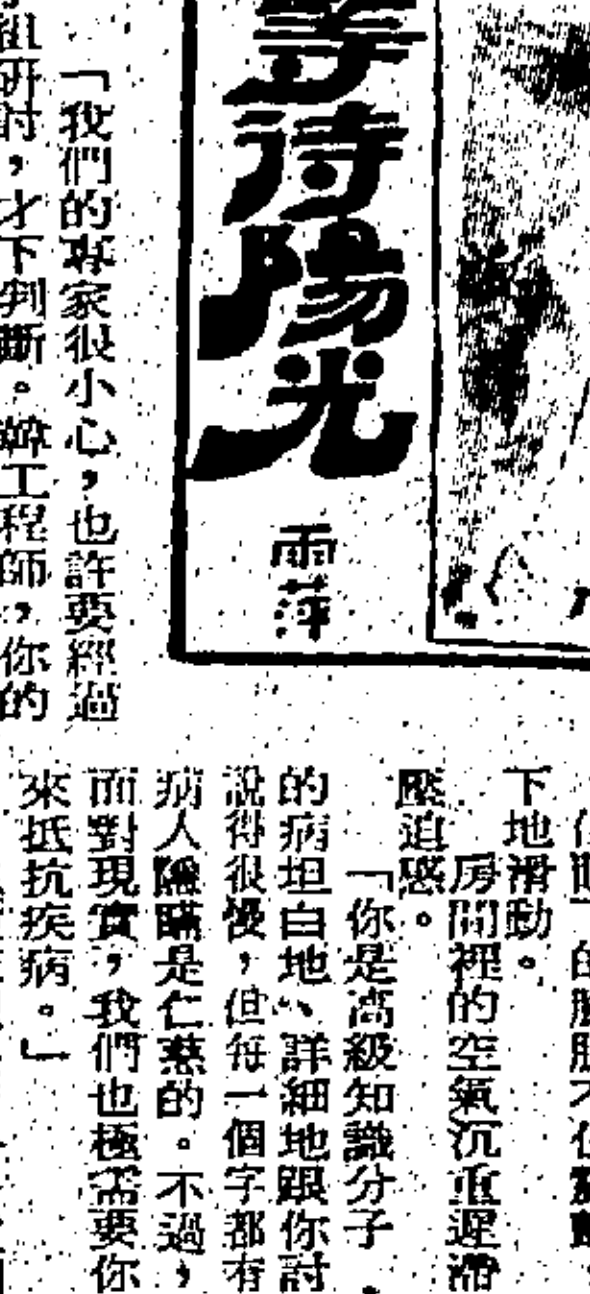 等待陽光
雨萍
「我們的專家很小心，也許要經過
組研討，才下判斷。韓工程師，你的
下地滑動。
房間裡的空氣沉重遲滯
壓迫感。
「你是高級知識分子，
的病坦白地、詳細地跟你討
說得很慢，但每一個字都有
病人隱瞞是仁慈的。不過，
面對現實，我們也極需要你
來抵抗疾病。」